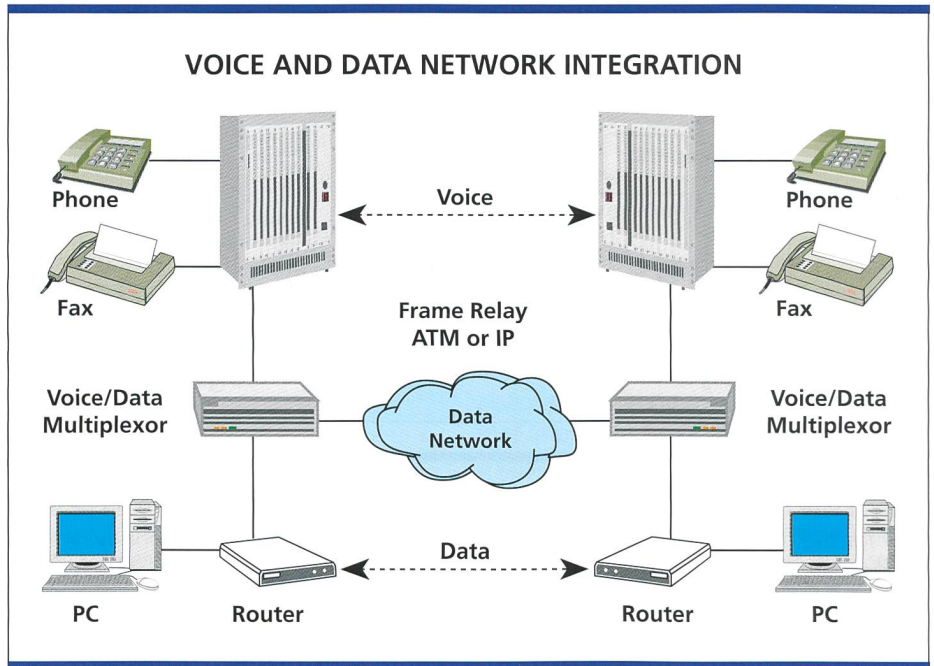 VOICE AND DATA NETWORK INTEGRATION
Phone
Voice
Phone
Fax
Fax
Frame Relay
ATM or IP
Voice/Data
Multiplexor
Data
Network
Voice/Data
Multiplexor
Data
PC
Router
Router
PC